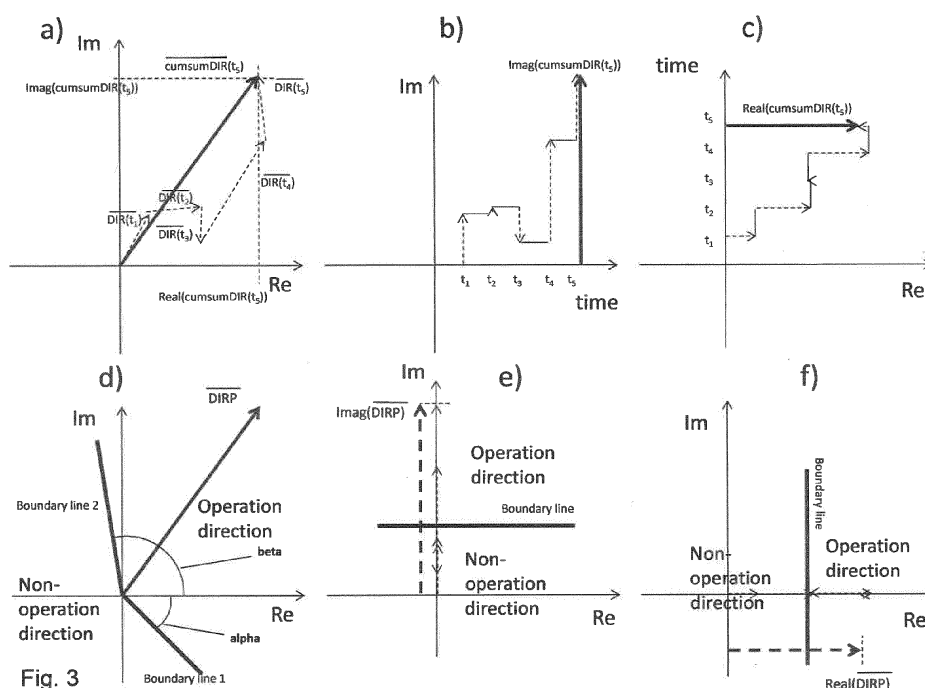 a)
Im
cumsumDIR(t5)
Imag(cumsumDIR(t5))
DIR(t5)
DIR(t4)
DIR(t2)
DIR(t1)
DIR(t3)
Re
Real(cumsumDIR(t5))
b)
Im
Imag(cumsumDIR(t5))
t1 t2 t3 t4 t5
time
c)
time
Real(cumsumDIR(t5))
t5
t4
t3
t2
t1
Re
d)
Im
DIRP
Boundary line 2
Operation
direction
beta
Non-
operation
direction
Re
alpha
Boundary line 1
e)
Im
Imag(DIRP)
Operation
direction
Boundary line
Non-
operation
direction
Re
f)
Im
Boundary
line
Non-
operation
direction
Operation
direction
Re
Real(DIRP)
Fig. 3